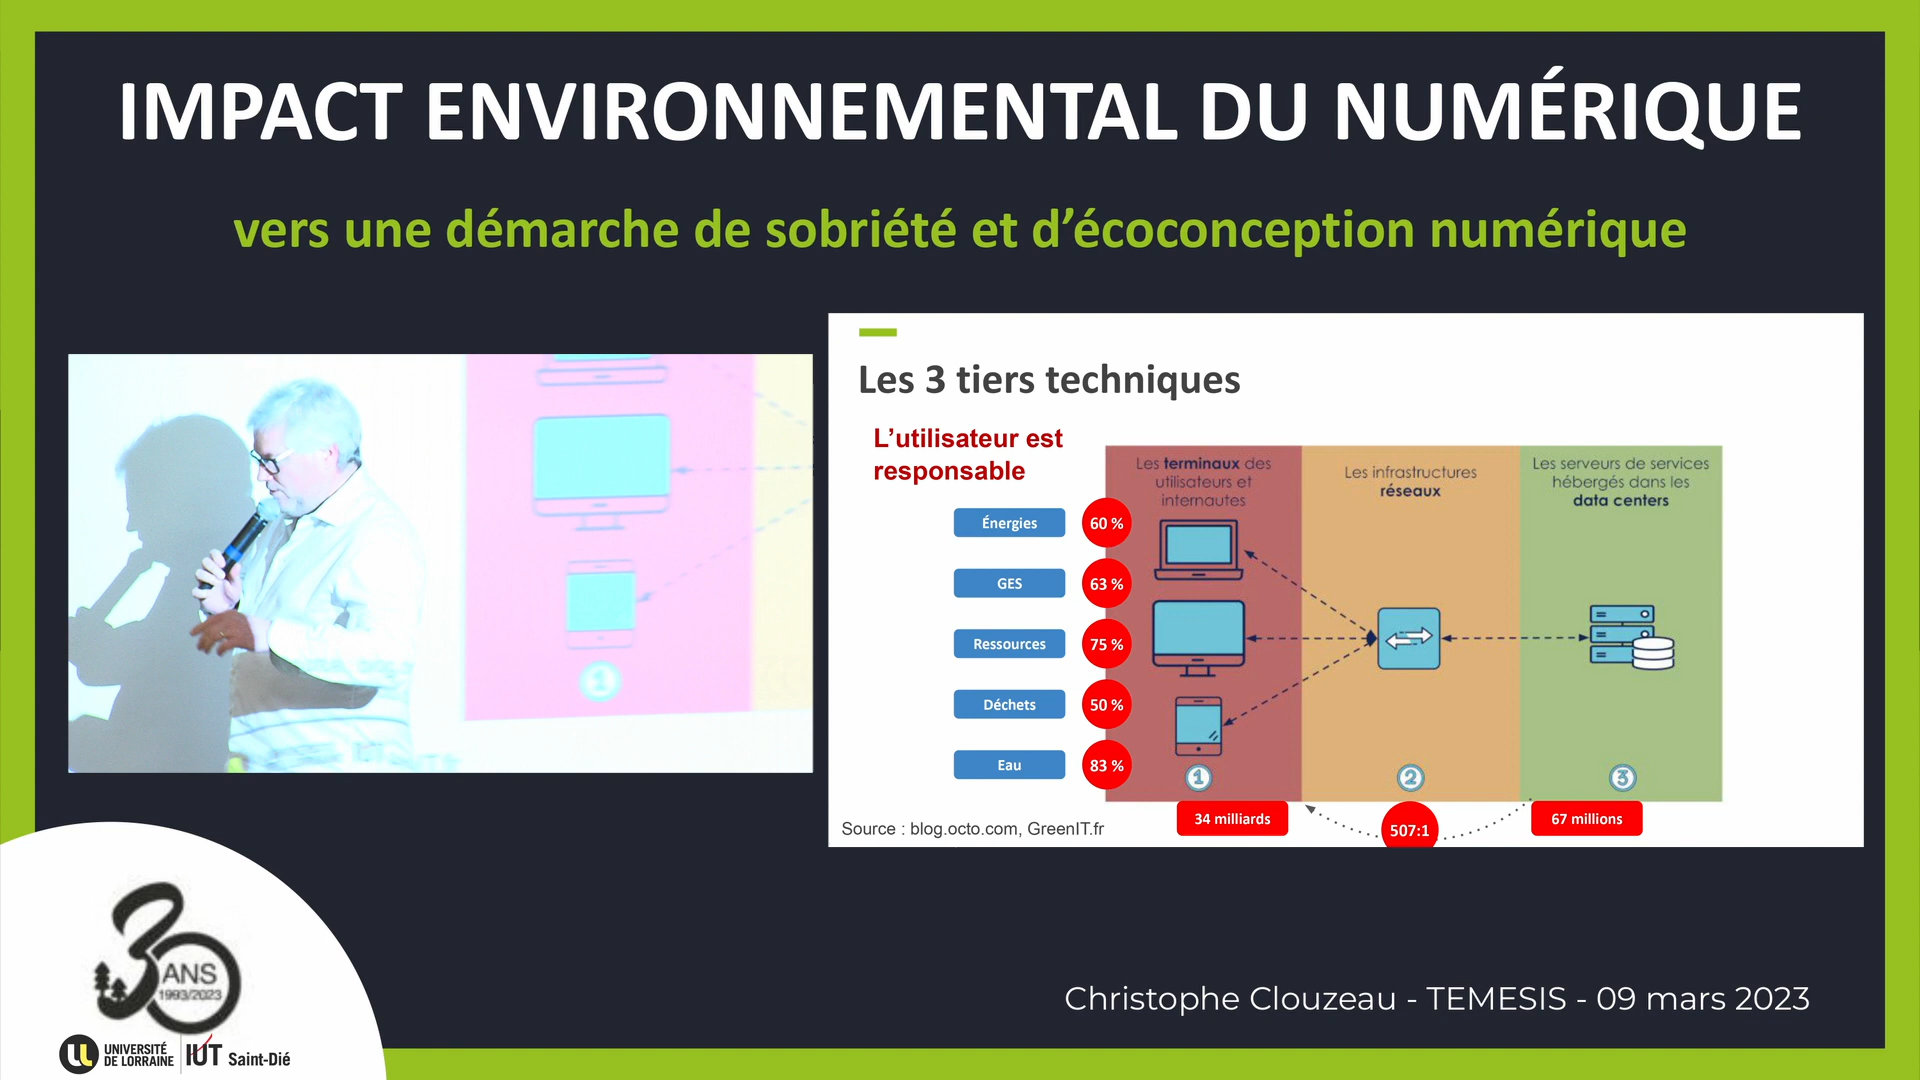 IMPACT ENVIRONNEMENTAL DU NUMÉRIQUE
vers une démarche de sobriété et d’écoconception numérique
Les 3 tiers techniques
L’utilisateur est
responsable
Les terminaux des
utilisateurs et
internautes
Les infrastructures
réseaux
Les serveurs de services
hébergés dans les
data centers
Énergies 60 %
GES 63 %
Ressources 75 %
Déchets 50 %
Eau 83 %
1
2
3
1
34 milliards
507:1
67 millions
Source : blog.octo.com, GreenIT.fr
30 ANS
1993/2023
UNIVERSITÉ
DE LORRAINE
IUT Saint-Dié
Christophe Clouzeau - TEMESIS - 09 mars 2023